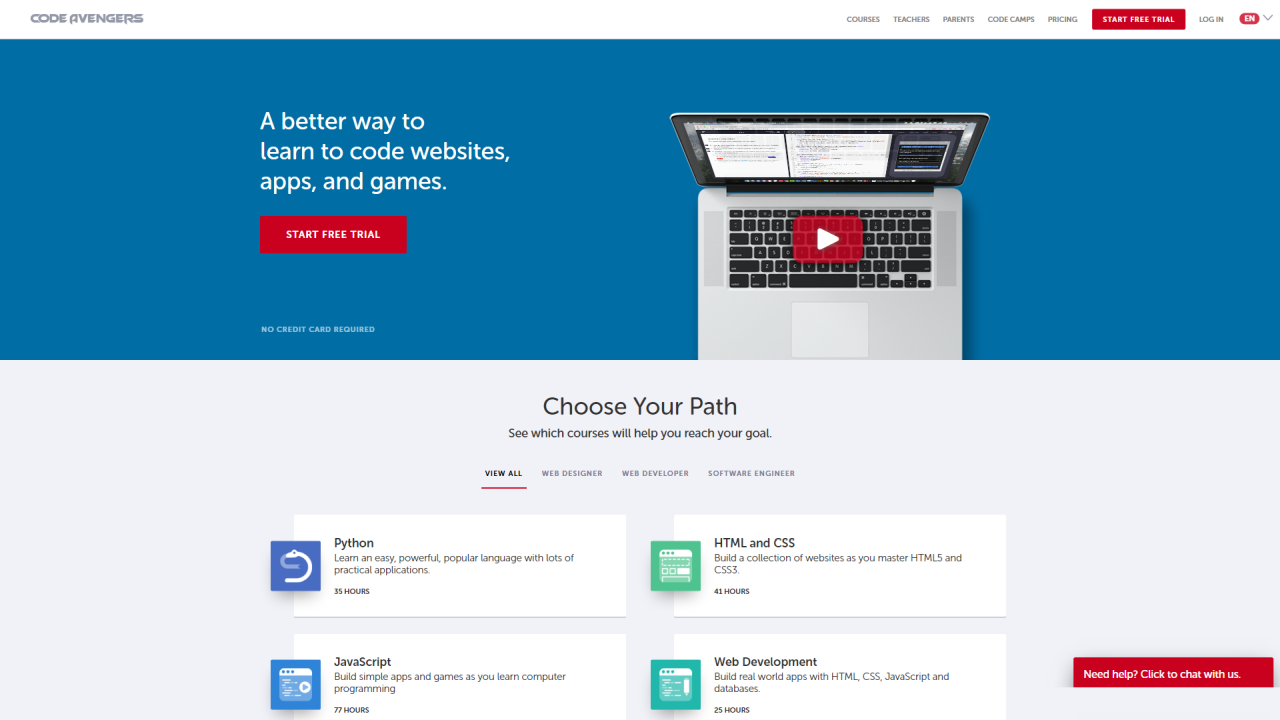 CODE AVENGERS
COURSES TEACHERS PARENTS CODE CAMPS PRICING START FREE TRIAL LOG IN EN
A better way to
learn to code websites,
apps, and games.
START FREE TRIAL
NO CREDIT CARD REQUIRED
Choose Your Path
See which courses will help you reach your goal.
VIEW ALL WEB DESIGNER WEB DEVELOPER SOFTWARE ENGINEER
Python
Learn an easy, powerful, popular language with lots of
practical applications.
35 HOURS
HTML and CSS
Build a collection of websites as you master HTML5 and
CSS3.
41 HOURS
JavaScript
Build simple apps and games as you learn computer
programming
77 HOURS
Web Development
Build real world apps with HTML, CSS, JavaScript and
databases.
25 HOURS
Need help? Click to chat with us.